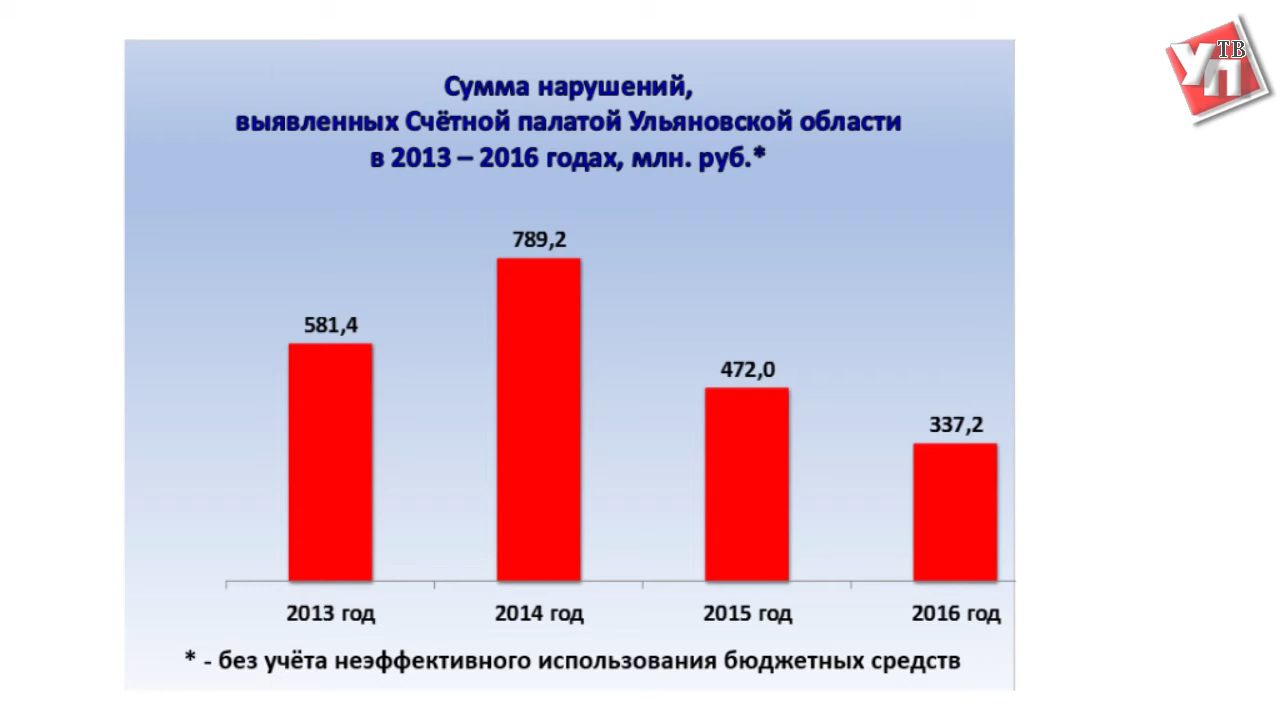 УП ТВ
Сумма нарушений,
выявленных Счётной палатой Ульяновской области
в 2013 – 2016 годах, млн. руб.*
789,2
581,4
472,0
337,2
2013 год 2014 год 2015 год 2016 год
* - без учёта неэффективного использования бюджетных средств